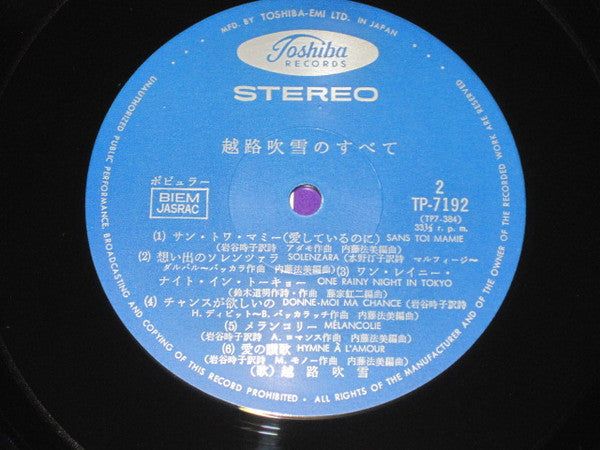 MFD. BY TOSHIBA-EMI LTD. IN JAPAN
Toshiba
RECORDS
STEREO
越路吹雪のすべて
ポピュラー
BIEM
JASRAC
2
TP-7192
(TP7-384)
33⅓ r. p. m.
(1) サン・トワ・マミー(愛しているのに) SANS TOI MAMIE
(岩谷時子訳詩 アダモ作曲 内藤法美編曲)
(2) 想い出のソレンツァラ SOLENZARA (水野汀子訳詩 マルフィージ〜
ダルバル〜バッカラ作曲 内藤法美編曲) (3) ワン・レイニー・
ナイト・イン・トーキョー ONE RAINY NIGHT IN TOKYO
(鈴木道明作詩・作曲 藤家虹二編曲)
(4) チャンスが欲しいの DONNE-MOI MA CHANCE (岩谷時子訳詩
H. ディビット〜B. バッカラッチ作曲 内藤法美編曲)
(5) メランコリー MÉLANCOLIE
(岩谷時子訳詩 A. ロマンス作曲 内藤法美編曲)
(6) 愛の讃歌 HYMNE À L'AMOUR
(岩谷時子訳詩 M. モノー作曲 内藤法美編曲)
(歌) 越路吹雪
UNAUTHORIZED PUBLIC PERFORMANCE, BROADCASTING AND COPYING OF THIS RECORD PROHIBITED • ALL RIGHTS OF THE MANUFACTURER AND OF THE OWNER OF THE RECORDED WORK ARE RESERVED